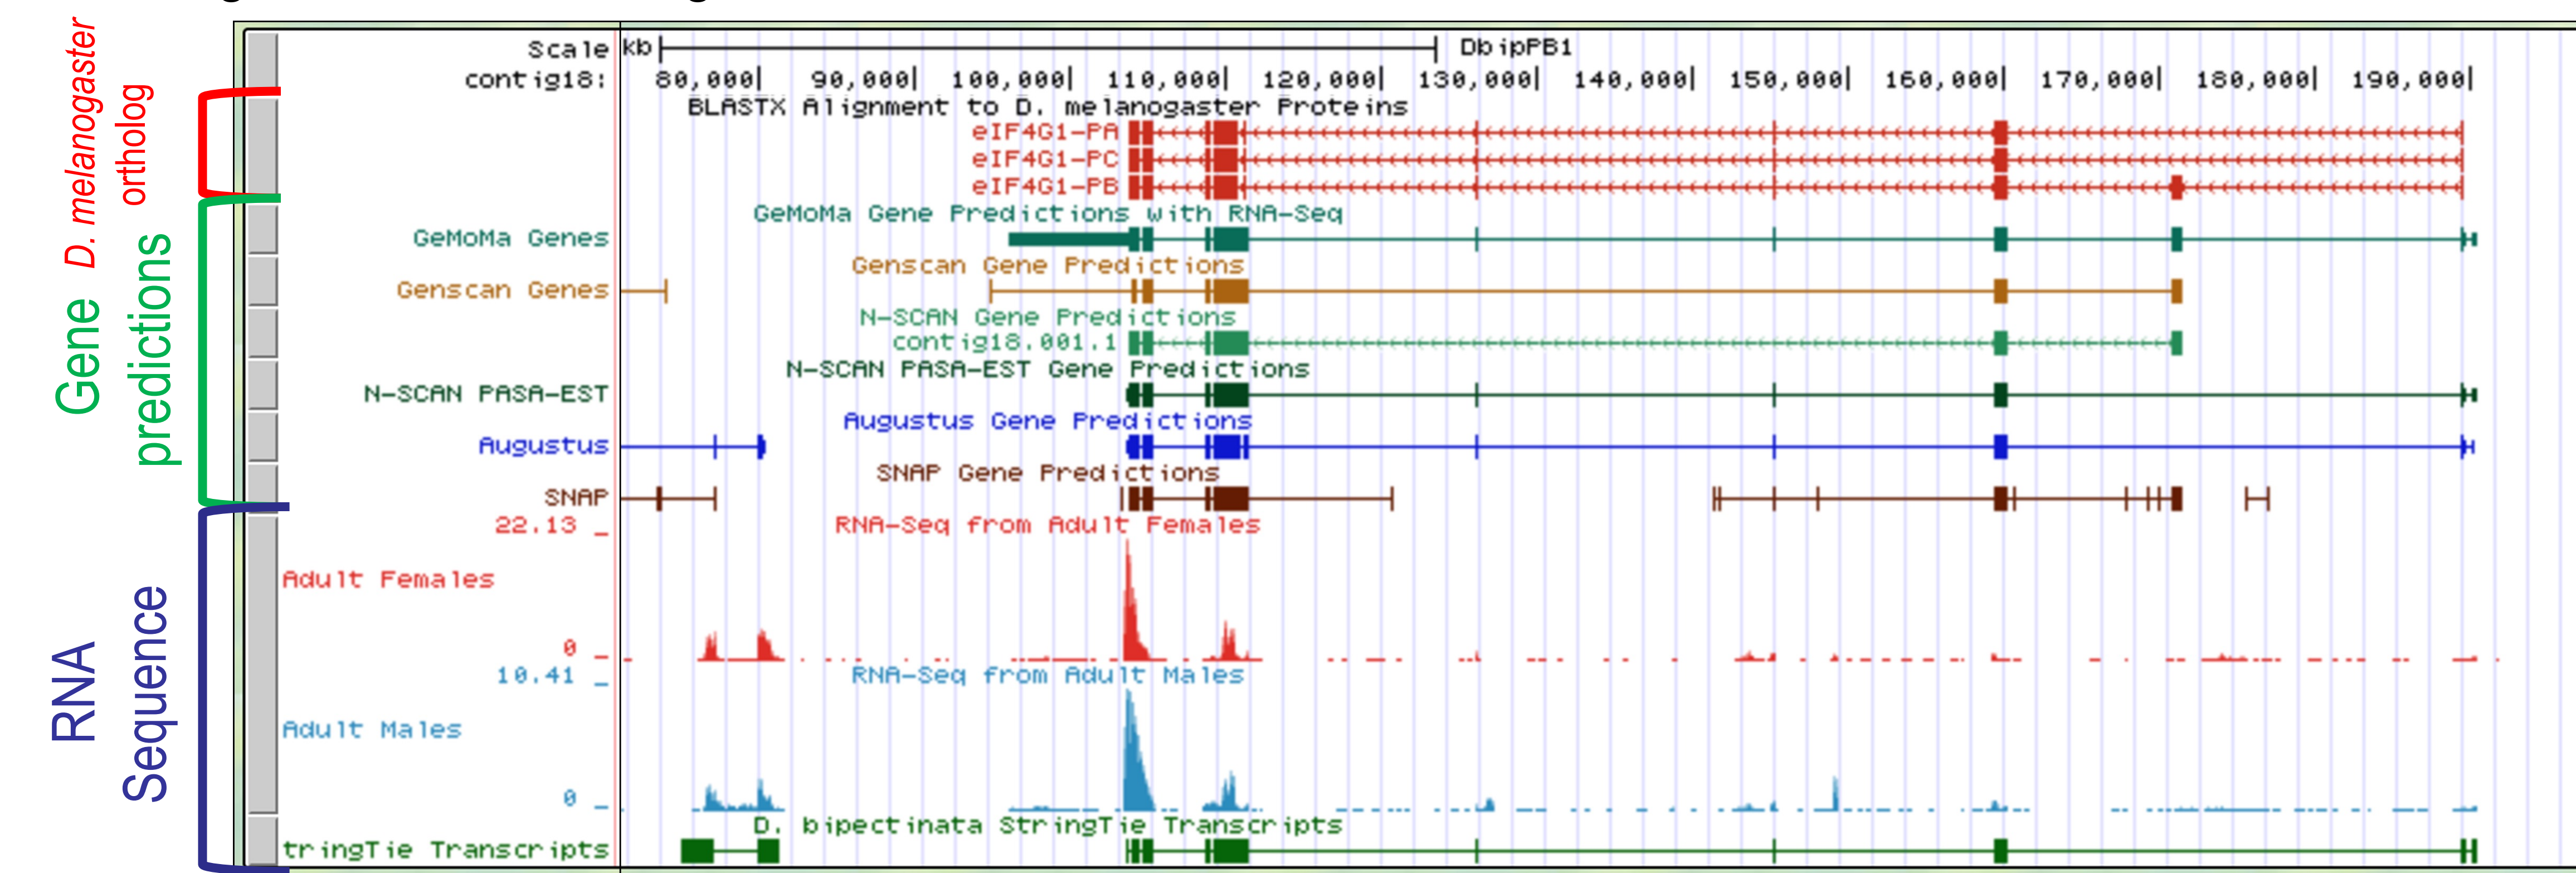 D. melanogaster
ortholog
Gene
predictions
RNA
Sequence
Scale kb DbipPB1
contig18: 80,000| 90,000| 100,000| 110,000| 120,000| 130,000| 140,000| 150,000| 160,000| 170,000| 180,000| 190,000|
BLASTX Alignment to D. melanogaster Proteins
eIF4G1-PA
eIF4G1-PC
eIF4G1-PB
GeMoMa Gene Predictions with RNA-Seq
GeMoMa Genes
Genscan Gene Predictions
Genscan Genes
N-SCAN Gene Predictions
contig18.001.1
N-SCAN PASA-EST Gene Predictions
N-SCAN PASA-EST
Augustus Gene Predictions
Augustus
SNAP Gene Predictions
SNAP
22.13 _ RNA-Seq from Adult Females
Adult Females
0 _
10.41 _ RNA-Seq from Adult Males
Adult Males
0 _
D. bipectinata StringTie Transcripts
tringTie Transcripts